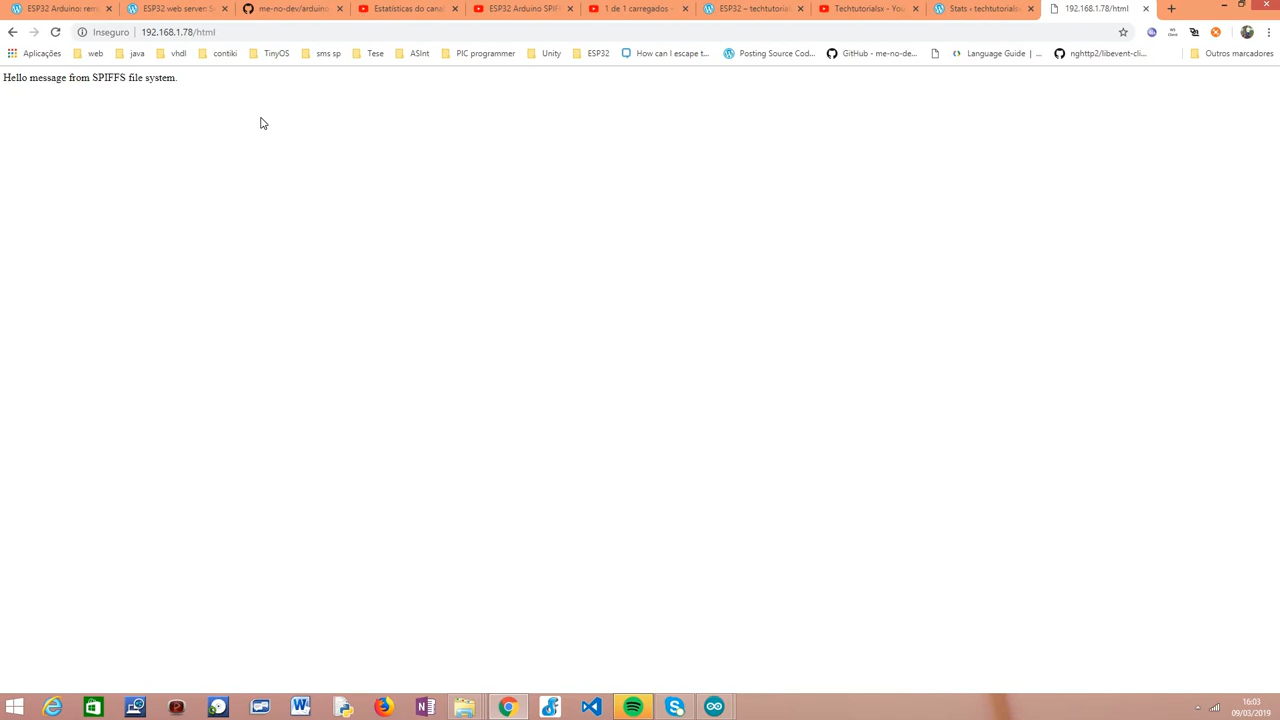 ESP32 Arduino: rem
ESP32 web server: S
me-no-dev/arduino
Estatísticas do canal
ESP32 Arduino SPIF
1 de 1 carregados –
ESP32 – techtutorial
Techtutorialsx - You
Stats ‹ techtutorials
192.168.1.78/html
Inseguro 192.168.1.78/html
Aplicações web java vhdl contiki TinyOS sms sp Tese ASInt PIC programmer Unity ESP32 How can I escape t... Posting Source Cod... GitHub - me-no-de... Language Guide | ... nghttp2/libevent-cli... Outros marcadores
Hello message from SPIFFS file system.
16:03
09/03/2019